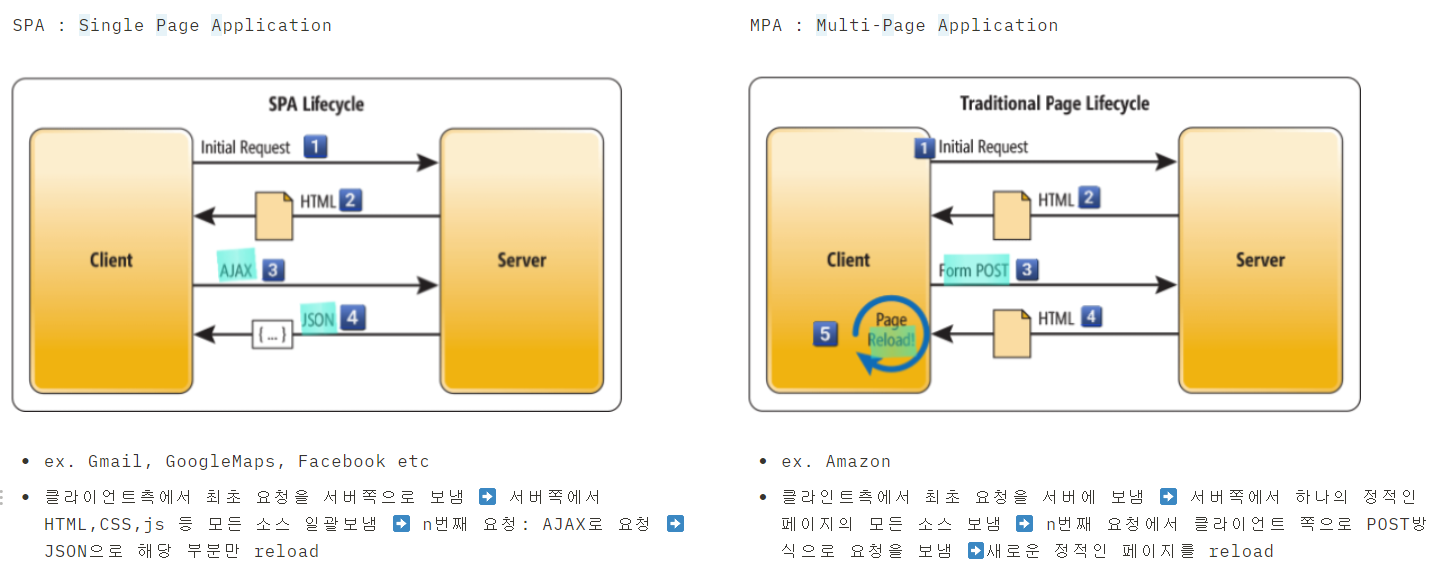 SPA : Single Page Application
SPA Lifecycle
Initial Request 1
HTML 2
Client
Server
AJAX 3
JSON 4
{ ... }
• ex. Gmail, GoogleMaps, Facebook etc
• 클라이언트측에서 최초 요청을 서버쪽으로 보냄 ➡ 서버쪽에서
HTML,CSS,js 등 모든 소스 일괄보냄 ➡ n번째 요청: AJAX로 요청 ➡
JSON으로 해당 부분만 reload
MPA : Multi-Page Application
Traditional Page Lifecycle
1 Initial Request
HTML 2
Client
Server
Form POST 3
HTML 4
5
Page
Reload!
• ex. Amazon
• 클라인트측에서 최초 요청을 서버에 보냄 ➡ 서버쪽에서 하나의 정적인
페이지의 모든 소스 보냄 ➡ n번째 요청에서 클라이언트 쪽으로 POST방
식으로 요청을 보냄 ➡새로운 정적인 페이지를 reload